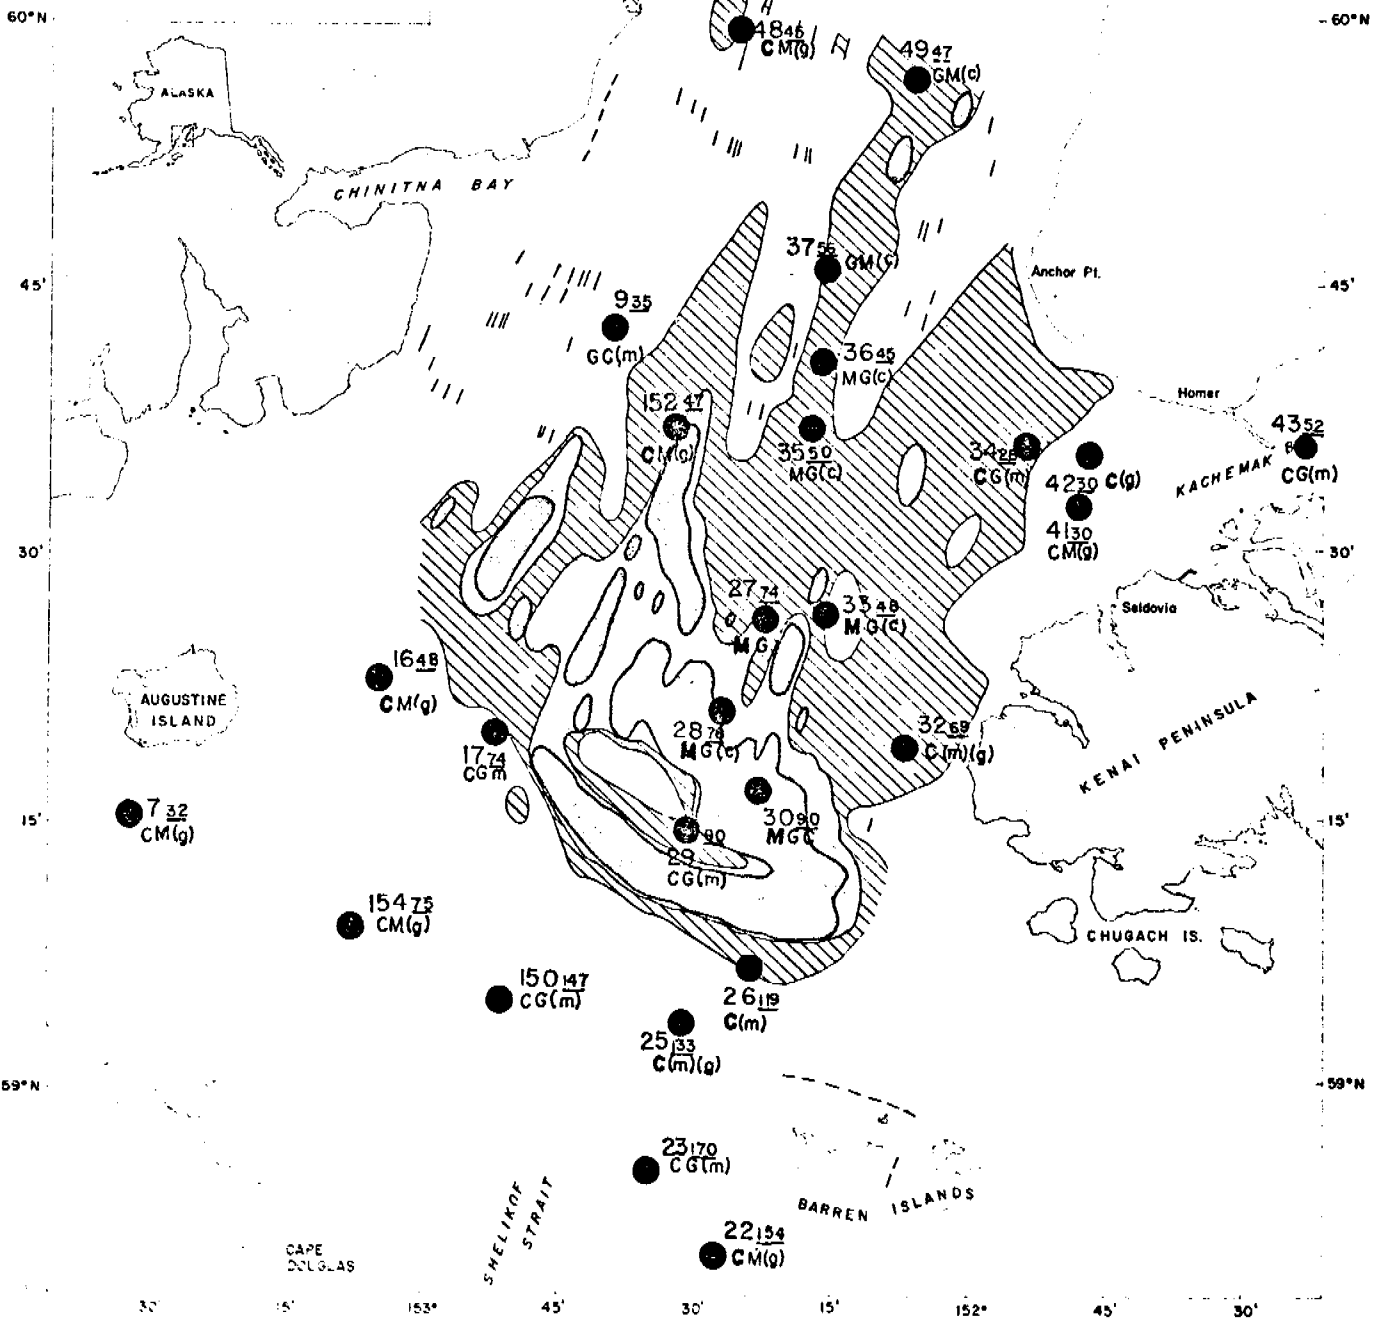 60°N
60°N
4846
CM(g)
4947
GM(c)
ALASKA
CHINITNA BAY
GM(c)
Anchor Pt.
45'
45'
935
GC(m)
3645
MG(c)
Homer
15247
CM(g)
3550
MG(c)
34
CG(m)
4352
CG(m)
KACHEMAK
4230 C(g)
4130
CM(g)
30'
30'
2774
MG
3348
MG(c)
Seldovia
1648
CM(g)
AUGUSTINE
ISLAND
2878
MG(c)
3269
C(m)(g)
1774
CGm
KENAI PENINSULA
732
CM(g)
15'
15'
3090
MG
29 90
CG(m)
15475
CM(g)
CHUGACH IS.
150147
CG(m)
26119
C(m)
25133
C(m)(g)
59°N
59°N
23170
CG(m)
SHELIKOF
STRAIT
BARREN ISLANDS
22154
CM(g)
CAPE
DOUGLAS
30' 15' 153° 45' 30' 15' 152° 45' 30'